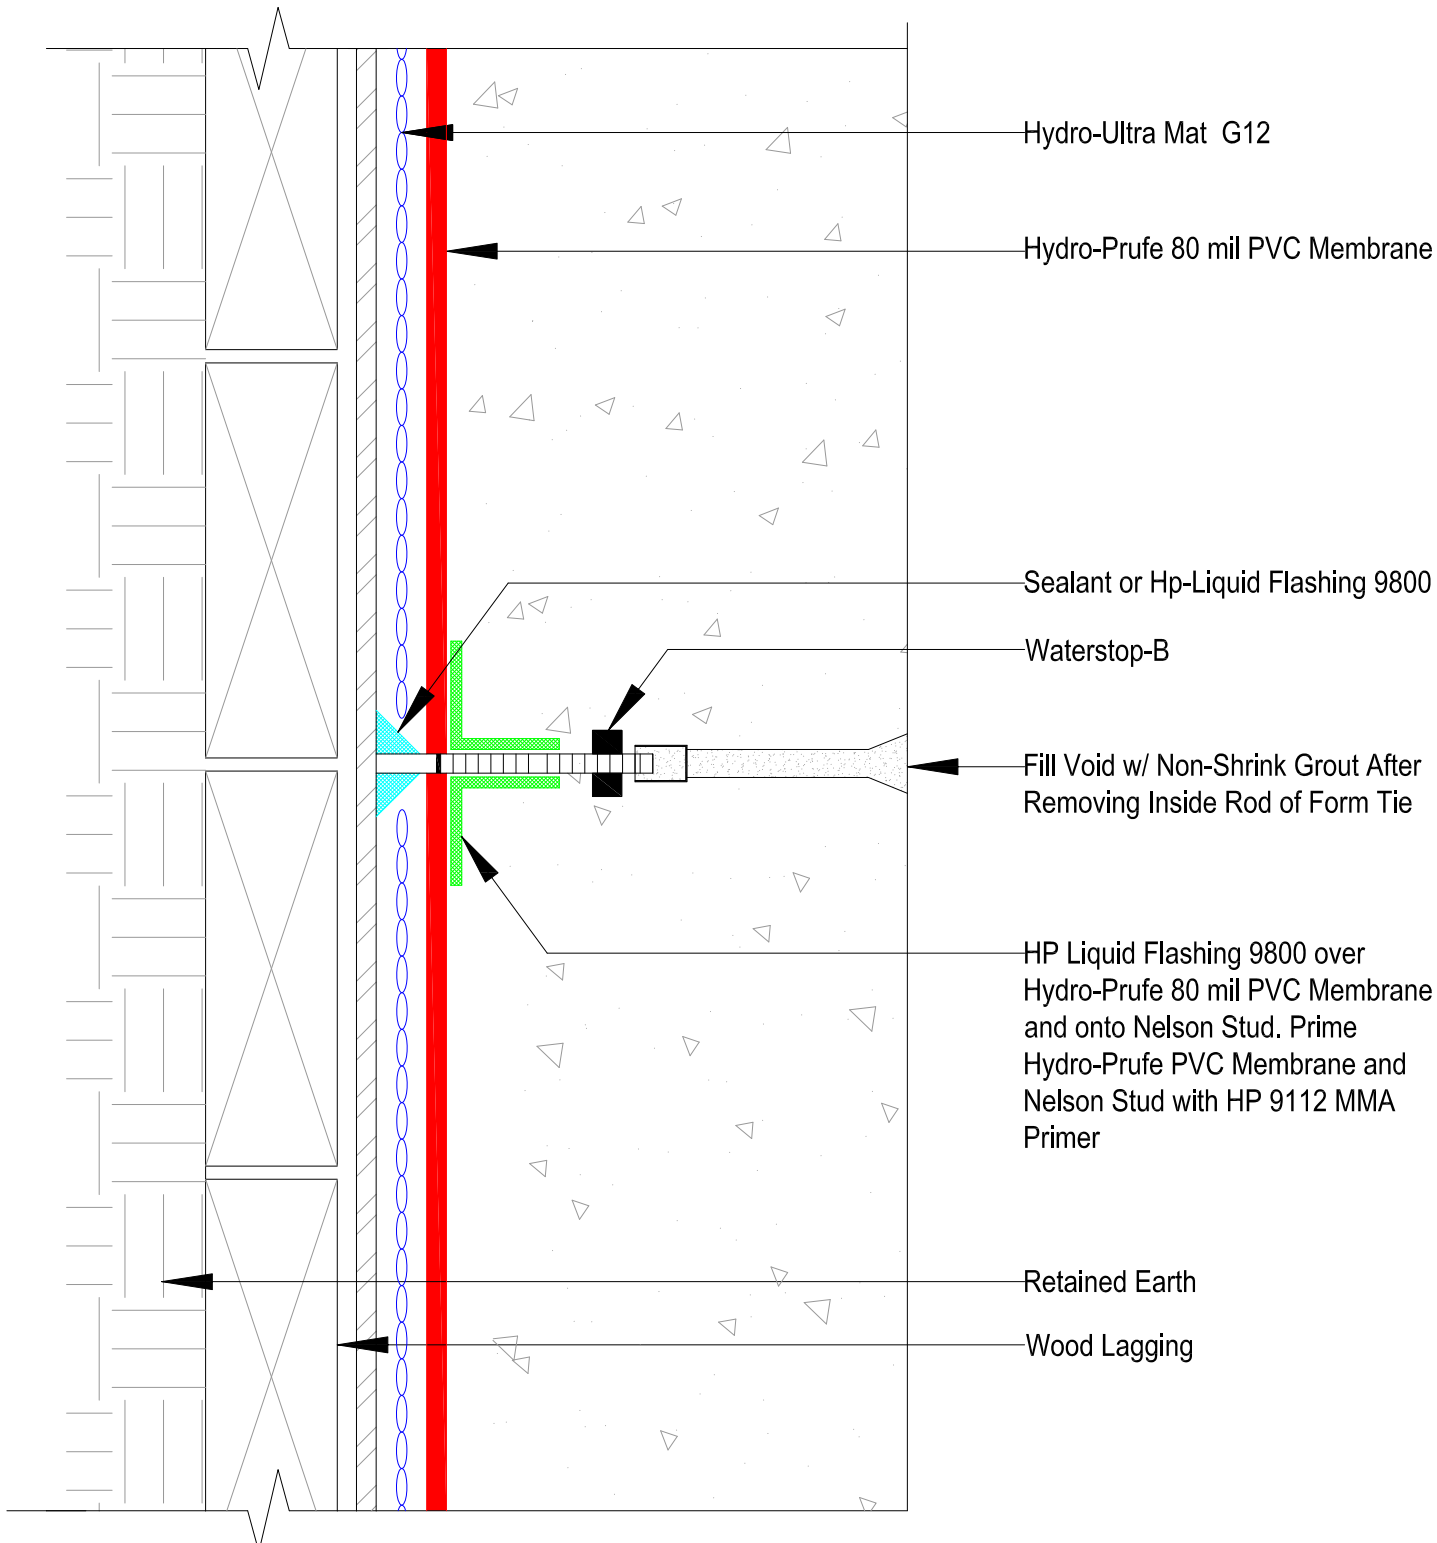 Hydro-Ultra Mat  G12
Hydro-Prufe 80 mil PVC Membrane
Sealant or Hp-Liquid Flashing 9800
Waterstop-B
Fill Void w/ Non-Shrink Grout After
Removing Inside Rod of Form Tie
HP Liquid Flashing 9800 over
Hydro-Prufe 80 mil PVC Membrane
and onto Nelson Stud. Prime
Hydro-Prufe PVC Membrane and
Nelson Stud with HP 9112 MMA
Primer
Retained Earth
Wood Lagging